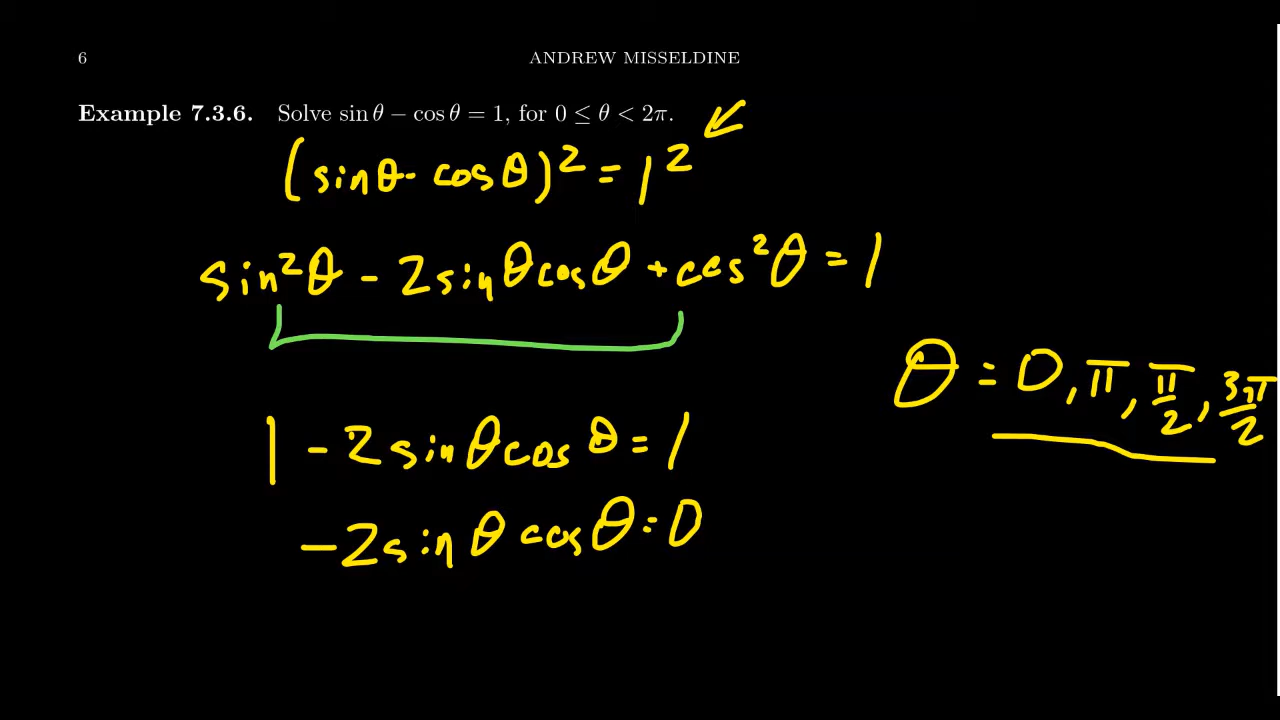 6 ANDREW MISSELDINE
Example 7.3.6. Solve sin θ − cos θ = 1, for 0 ≤ θ < 2π.
(sinθ - cosθ)² = 1²
sin²θ - 2sinθcosθ + cos²θ = 1
θ = 0, π, π/2, 3π/2
1 - 2sinθcosθ = 1
-2sinθcosθ = 0